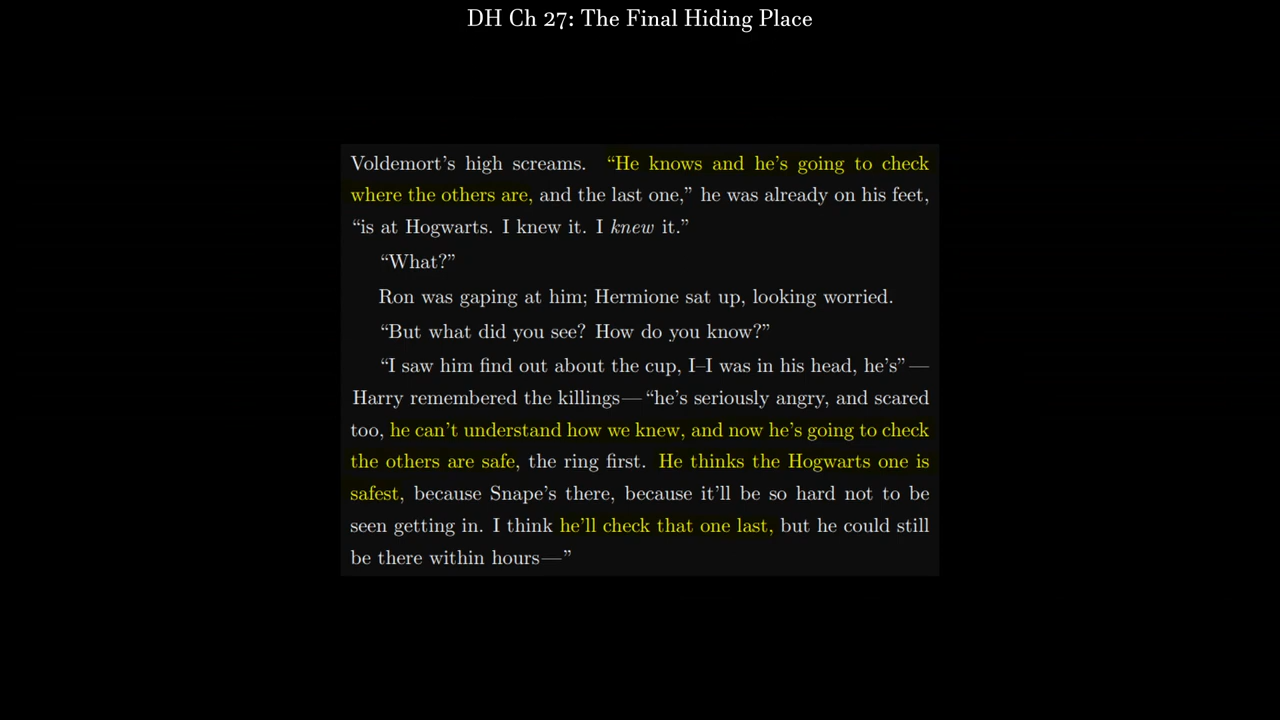 DH Ch 27: The Final Hiding Place
Voldemort’s high screams. “He knows and he’s going to check
where the others are, and the last one,” he was already on his feet,
“is at Hogwarts. I knew it. I knew it.”
“What?”
Ron was gaping at him; Hermione sat up, looking worried.
“But what did you see? How do you know?”
“I saw him find out about the cup, I–I was in his head, he’s”—
Harry remembered the killings—“he’s seriously angry, and scared
too, he can’t understand how we knew, and now he’s going to check
the others are safe, the ring first. He thinks the Hogwarts one is
safest, because Snape’s there, because it’ll be so hard not to be
seen getting in. I think he’ll check that one last, but he could still
be there within hours—”